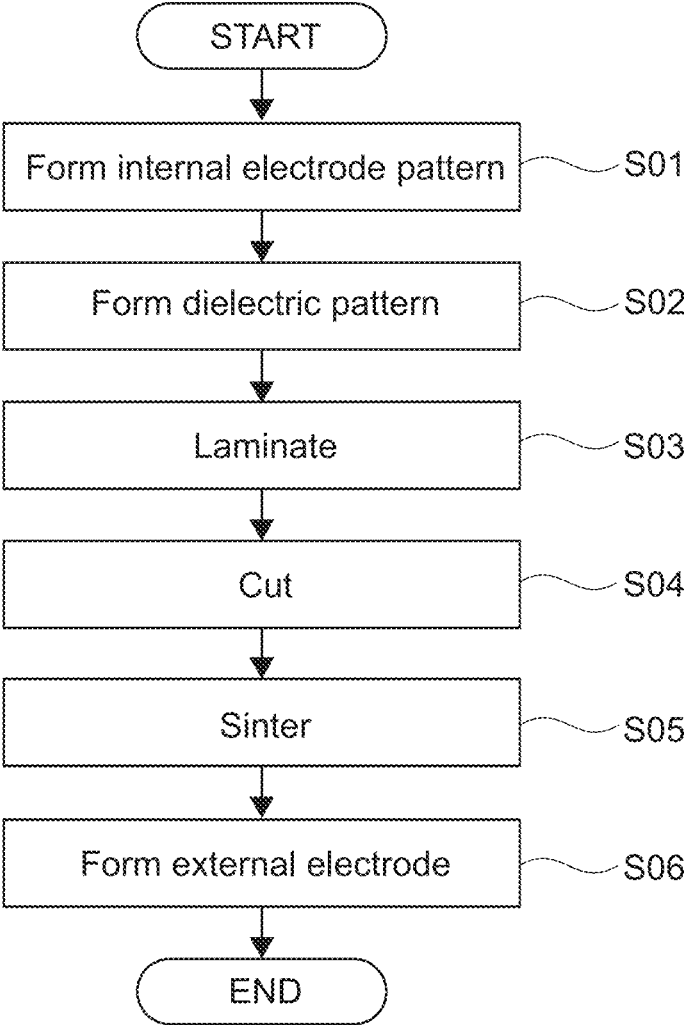 START
Form internal electrode pattern S01
Form dielectric pattern S02
Laminate S03
Cut S04
Sinter S05
Form external electrode S06
END